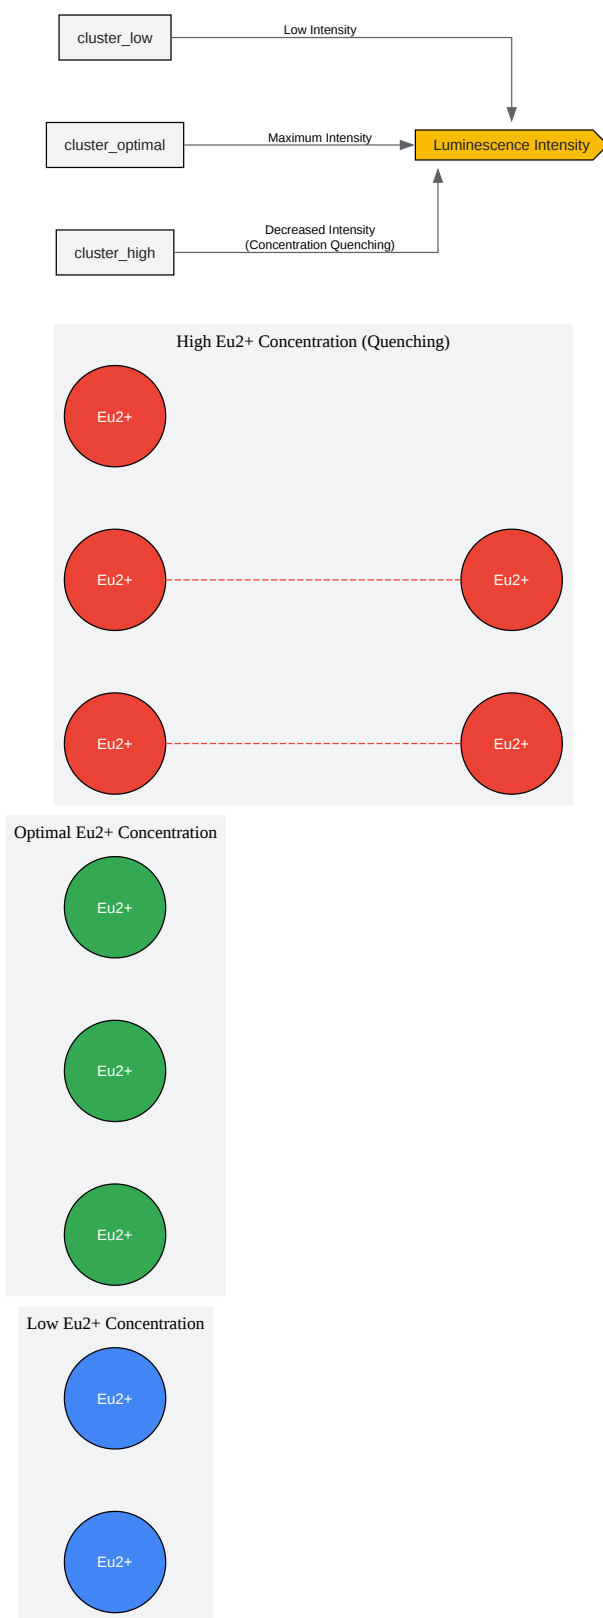 Low Intensity
cluster_low
Maximum Intensity
cluster_optimal
Luminescence Intensity
Decreased Intensity
(Concentration Quenching)
cluster_high
High Eu2+ Concentration (Quenching)
Eu2+
Eu2+
Eu2+
Eu2+
Eu2+
Optimal Eu2+ Concentration
Eu2+
Eu2+
Eu2+
Low Eu2+ Concentration
Eu2+
Eu2+